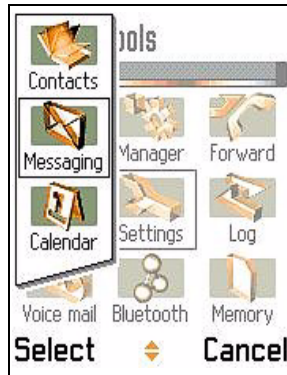 ools
Contacts
Messaging
Manager
Forward
Calendar
Settings
Log
Voice mail
Bluetooth
Memory
Select
Cancel